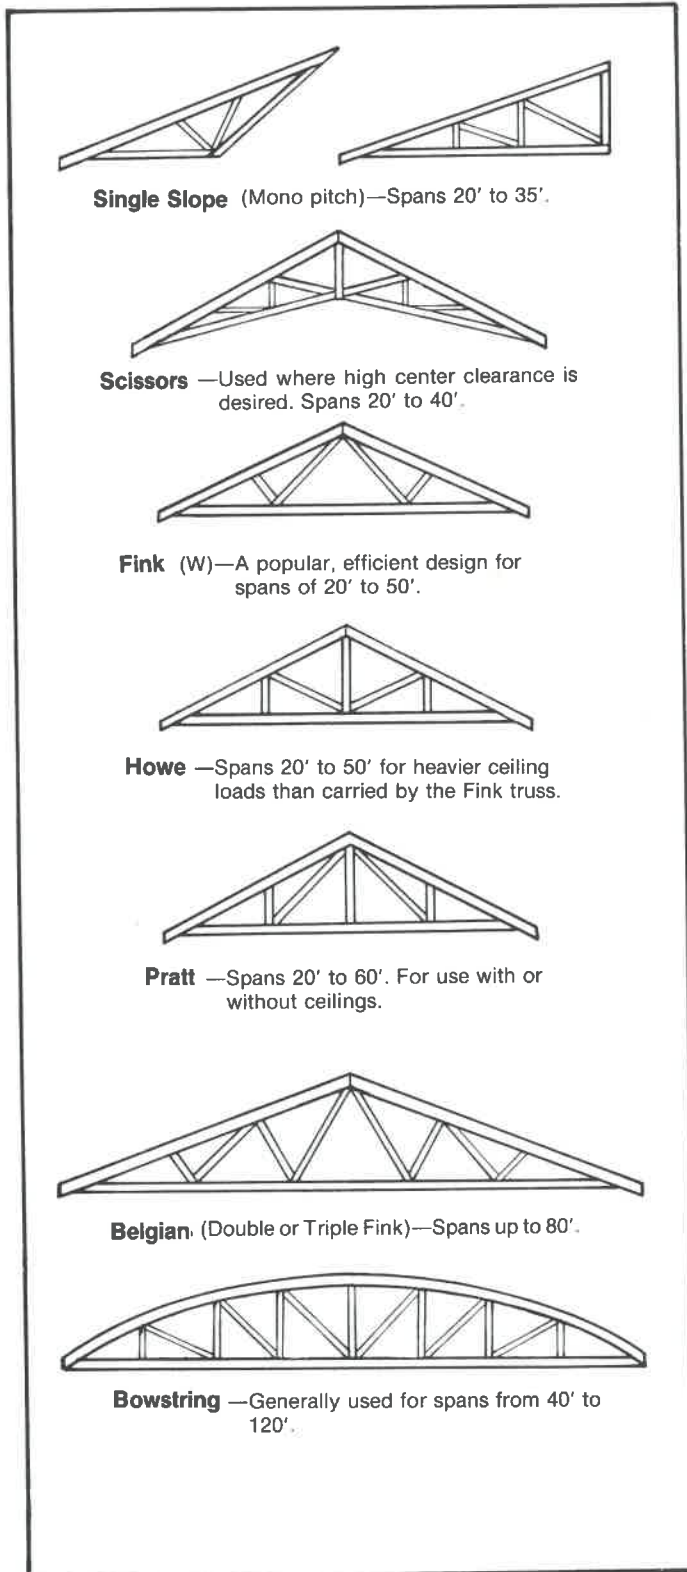 Single Slope (Mono pitch)—Spans 20' to 35'.
Scissors —Used where high center clearance is
desired. Spans 20' to 40'.
Fink (W)—A popular, efficient design for
spans of 20' to 50'.
Howe —Spans 20' to 50' for heavier ceiling
loads than carried by the Fink truss.
Pratt —Spans 20' to 60'. For use with or
without ceilings.
Belgian (Double or Triple Fink)—Spans up to 80'.
Bowstring —Generally used for spans from 40' to
120'.